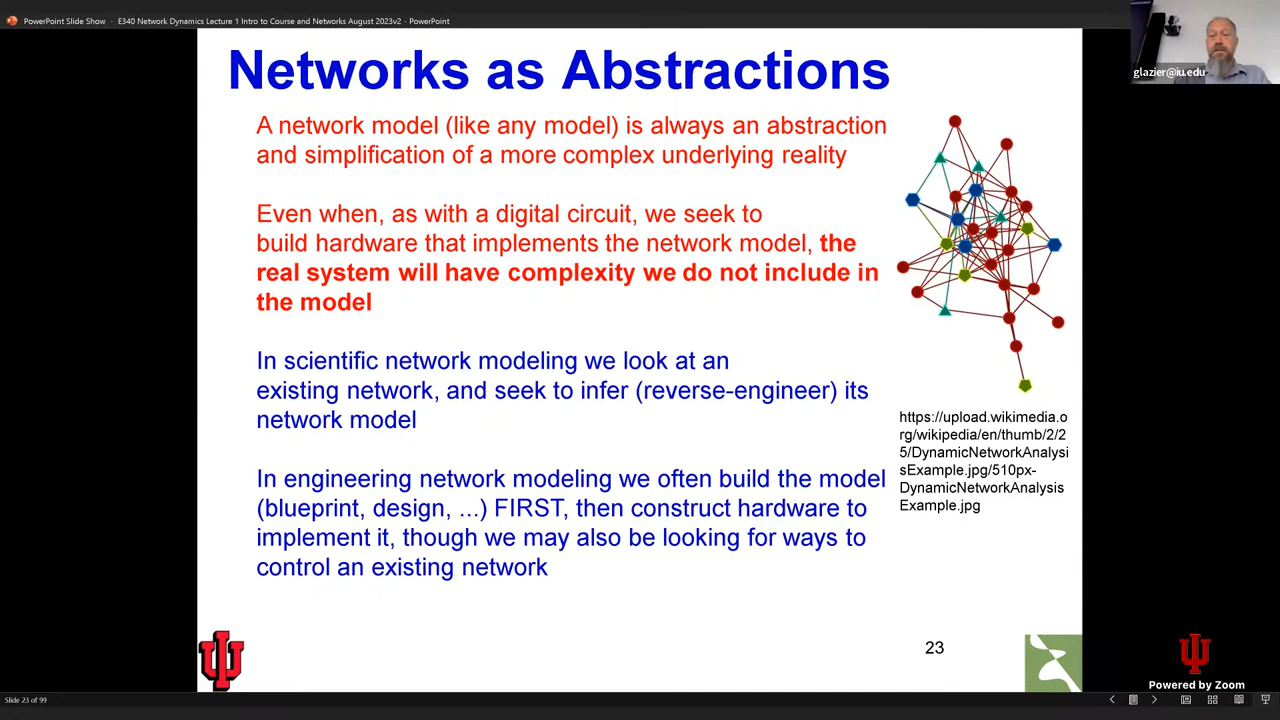 PowerPoint Slide Show - E340 Network Dynamics Lecture 1 Intro to Course and Networks August 2023v2 - PowerPoint
glazier@iu.edu
Networks as Abstractions
A network model (like any model) is always an abstraction
and simplification of a more complex underlying reality
Even when, as with a digital circuit, we seek to
build hardware that implements the network model, the
real system will have complexity we do not include in
the model
In scientific network modeling we look at an
existing network, and seek to infer (reverse-engineer) its
network model
In engineering network modeling we often build the model
(blueprint, design, ...) FIRST, then construct hardware to
implement it, though we may also be looking for ways to
control an existing network
https://upload.wikimedia.o
rg/wikipedia/en/thumb/2/2
5/DynamicNetworkAnalysi
sExample.jpg/510px-
DynamicNetworkAnalysis
Example.jpg
23
Powered by Zoom
Slide 23 of 99